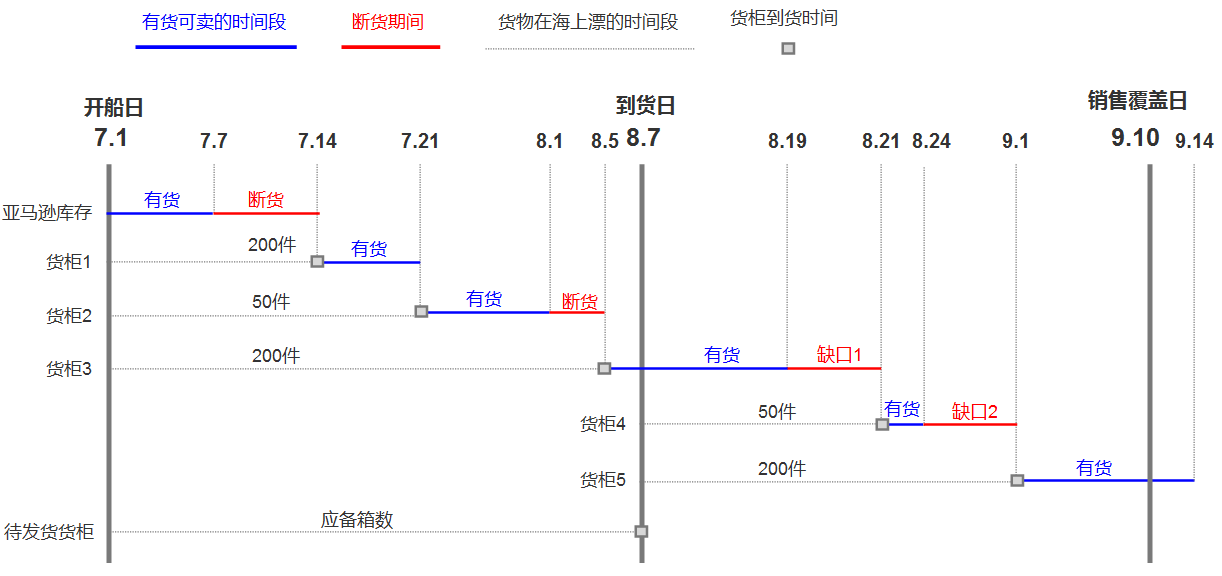 有货可卖的时间段 断货期间 货物在海上漂的时间段 货柜到货时间
开船日 到货日 销售覆盖日
7.1 7.7 7.14 7.21 8.1 8.5 8.7 8.19 8.21 8.24 9.1 9.10 9.14
亚马逊库存 有货 断货
货柜1 200件 有货
货柜2 50件 有货 断货
货柜3 200件 有货 缺口1
货柜4 50件 有货 缺口2
货柜5 200件 有货
待发货货柜 应备箱数